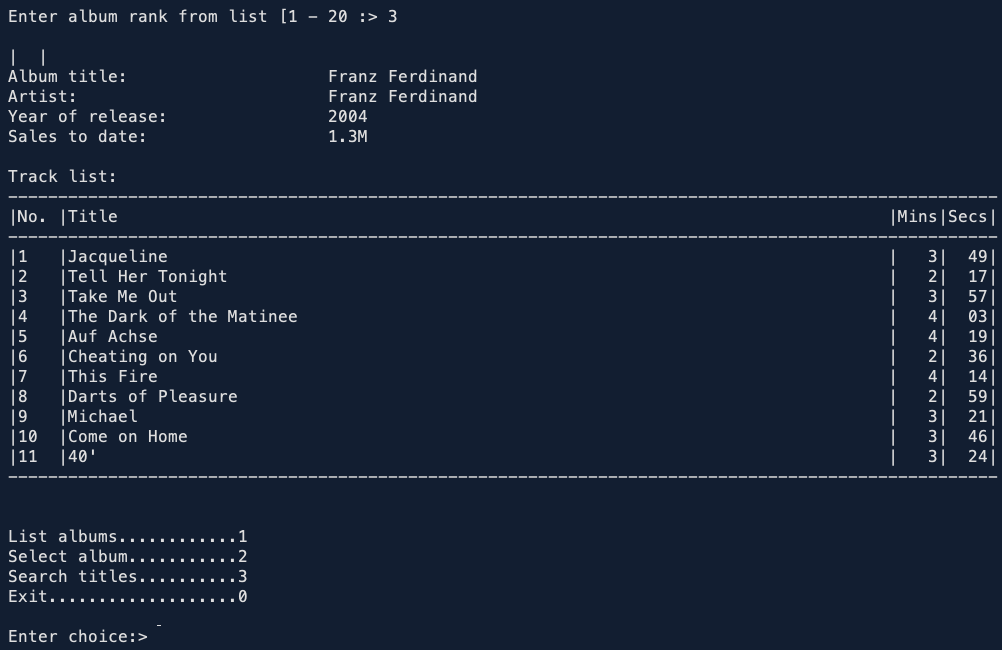 Enter album rank from list [1 - 20 :> 3
|  |
Album title:                    Franz Ferdinand
Artist:                         Franz Ferdinand
Year of release:                2004
Sales to date:                  1.3M
Track list:
---------------------------------------------------------------------------------------------------
|No. |Title                                                                             |Mins|Secs|
---------------------------------------------------------------------------------------------------
|1   |Jacqueline                                                                        |   3|  49|
|2   |Tell Her Tonight                                                                  |   2|  17|
|3   |Take Me Out                                                                       |   3|  57|
|4   |The Dark of the Matinee                                                           |   4|  03|
|5   |Auf Achse                                                                         |   4|  19|
|6   |Cheating on You                                                                   |   2|  36|
|7   |This Fire                                                                         |   4|  14|
|8   |Darts of Pleasure                                                                 |   2|  59|
|9   |Michael                                                                           |   3|  21|
|10  |Come on Home                                                                      |   3|  46|
|11  |40'                                                                               |   3|  24|
---------------------------------------------------------------------------------------------------
List albums............1
Select album...........2
Search titles..........3
Exit...................0
Enter choice:>